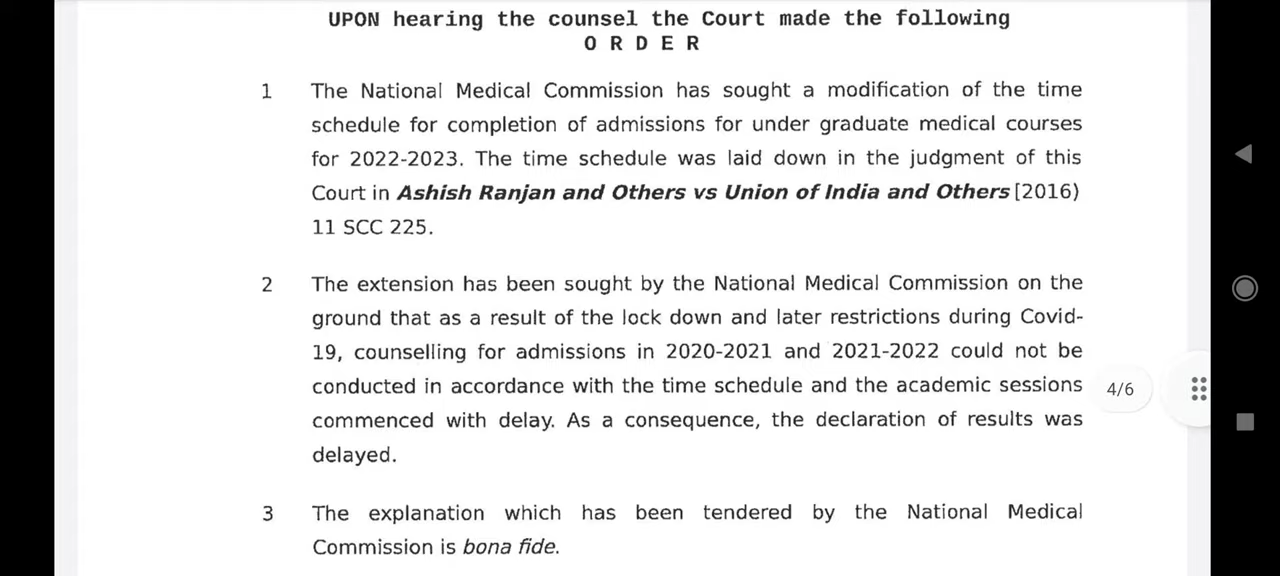 UPON hearing the counsel the Court made the following
O R D E R
1 The National Medical Commission has sought a modification of the time
schedule for completion of admissions for under graduate medical courses
for 2022-2023. The time schedule was laid down in the judgment of this
Court in Ashish Ranjan and Others vs Union of India and Others [2016)
11 SCC 225.
2 The extension has been sought by the National Medical Commission on the
ground that as a result of the lock down and later restrictions during Covid-
19, counselling for admissions in 2020-2021 and 2021-2022 could not be
conducted in accordance with the time schedule and the academic sessions
commenced with delay. As a consequence, the declaration of results was
delayed.
4/6
3 The explanation which has been tendered by the National Medical
Commission is bona fide.